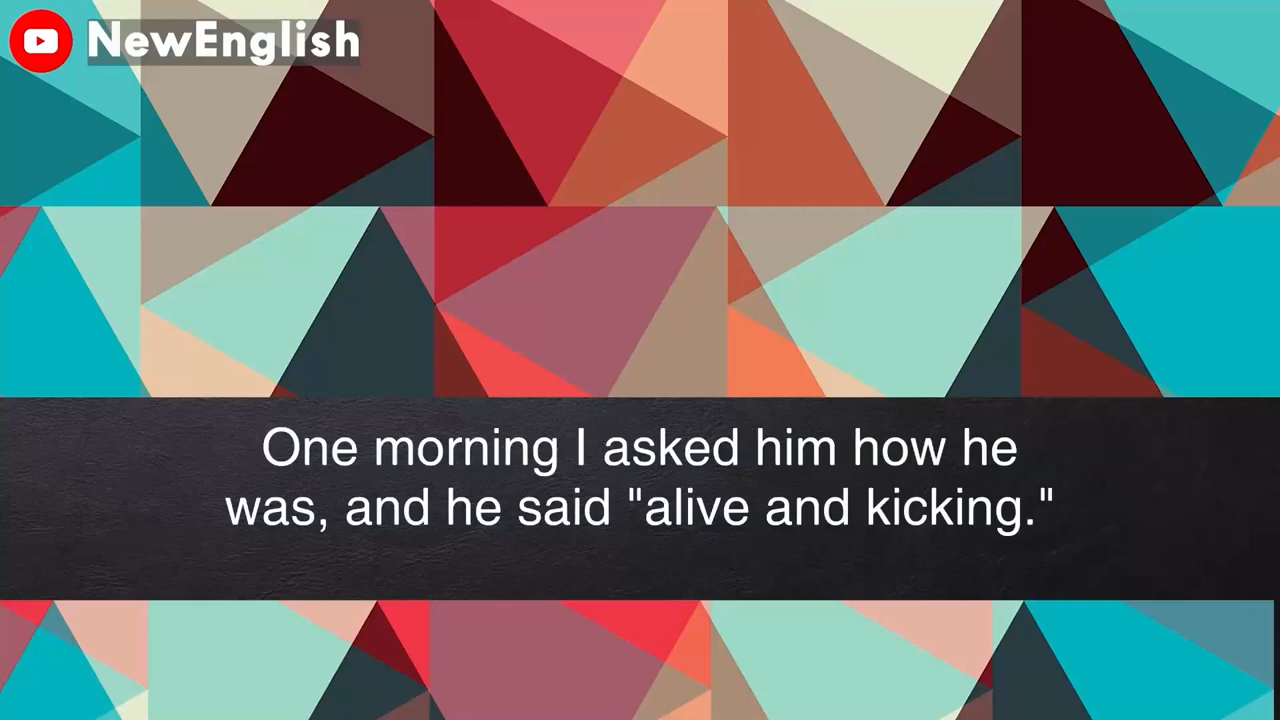 NewEnglish
One morning I asked him how he
was, and he said "alive and kicking."